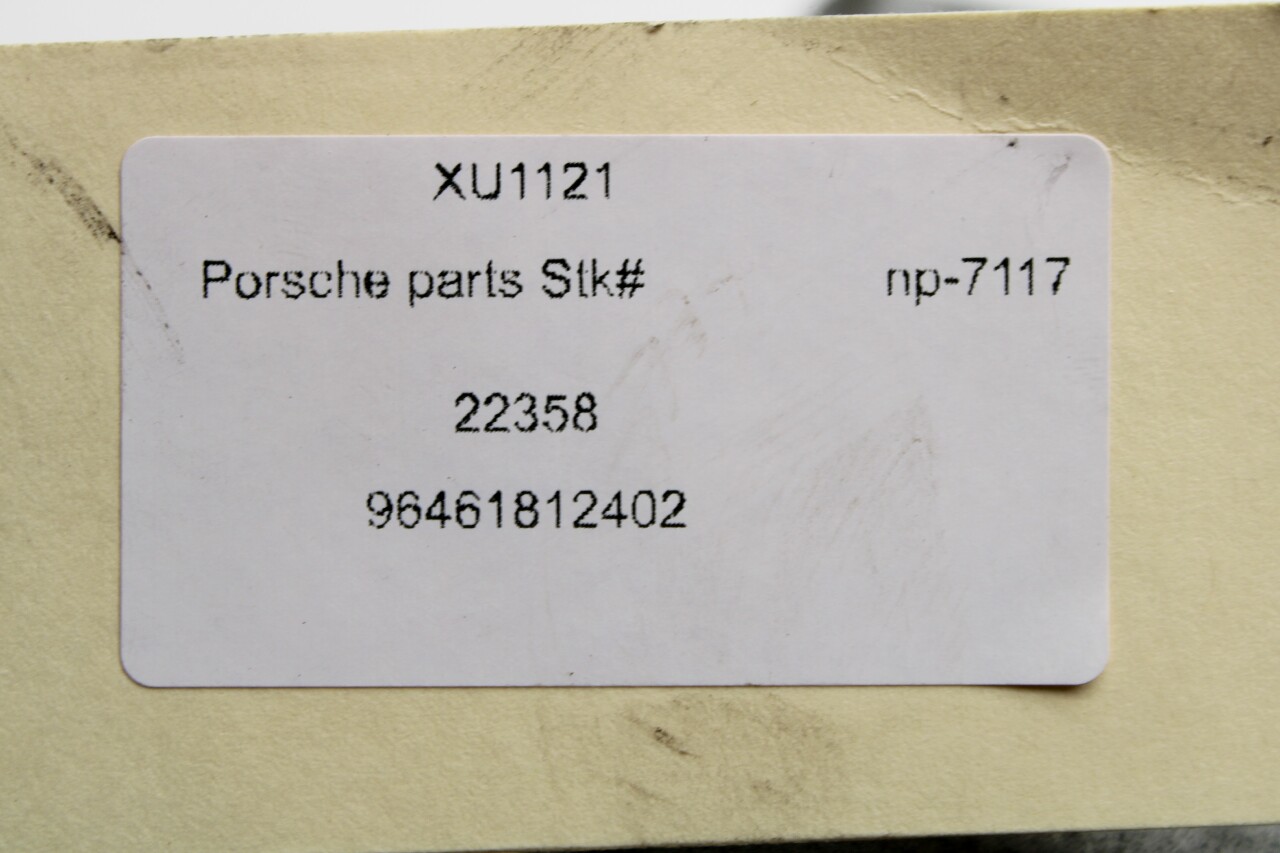 XU1121
Porsche parts Stk# np-7117
22358
96461812402